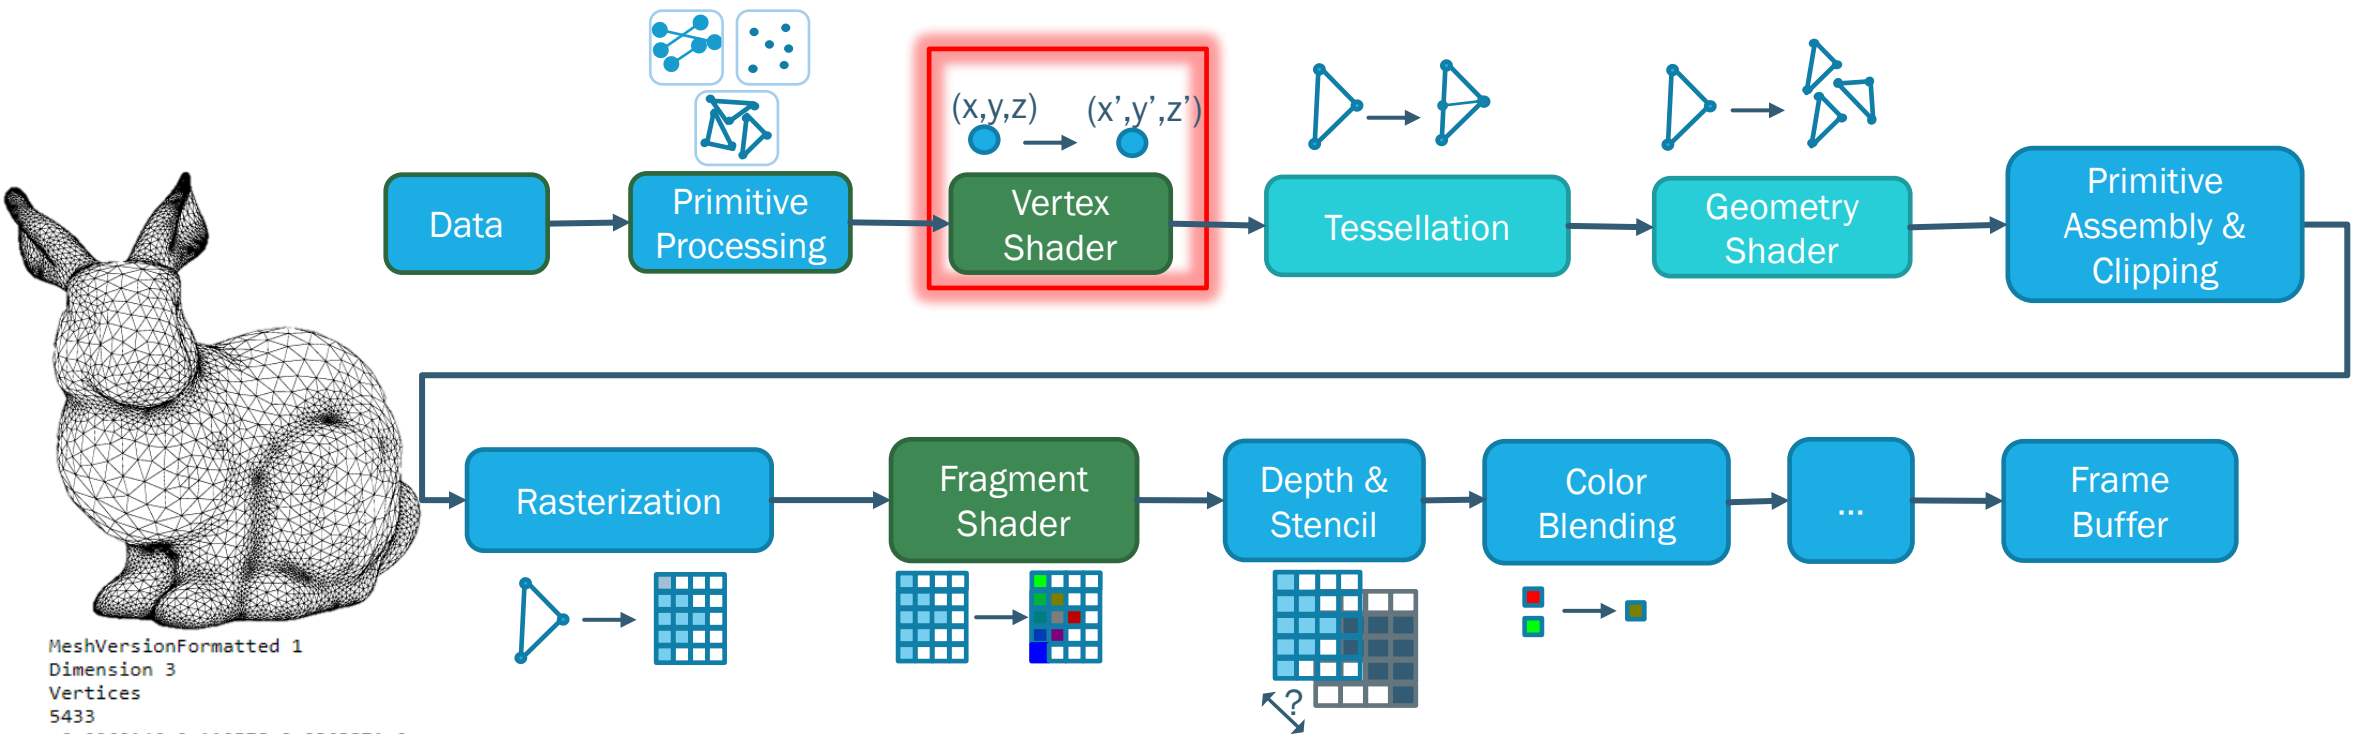 (x,y,z)
(x’,y’,z’)
Data
Primitive
Processing
Vertex
Shader
Tessellation
Geometry
Shader
Primitive
Assembly &
Clipping
Rasterization
Fragment
Shader
Depth &
Stencil
Color
Blending
...
Frame
Buffer
?
MeshVersionFormatted 1
Dimension 3
Vertices
5433